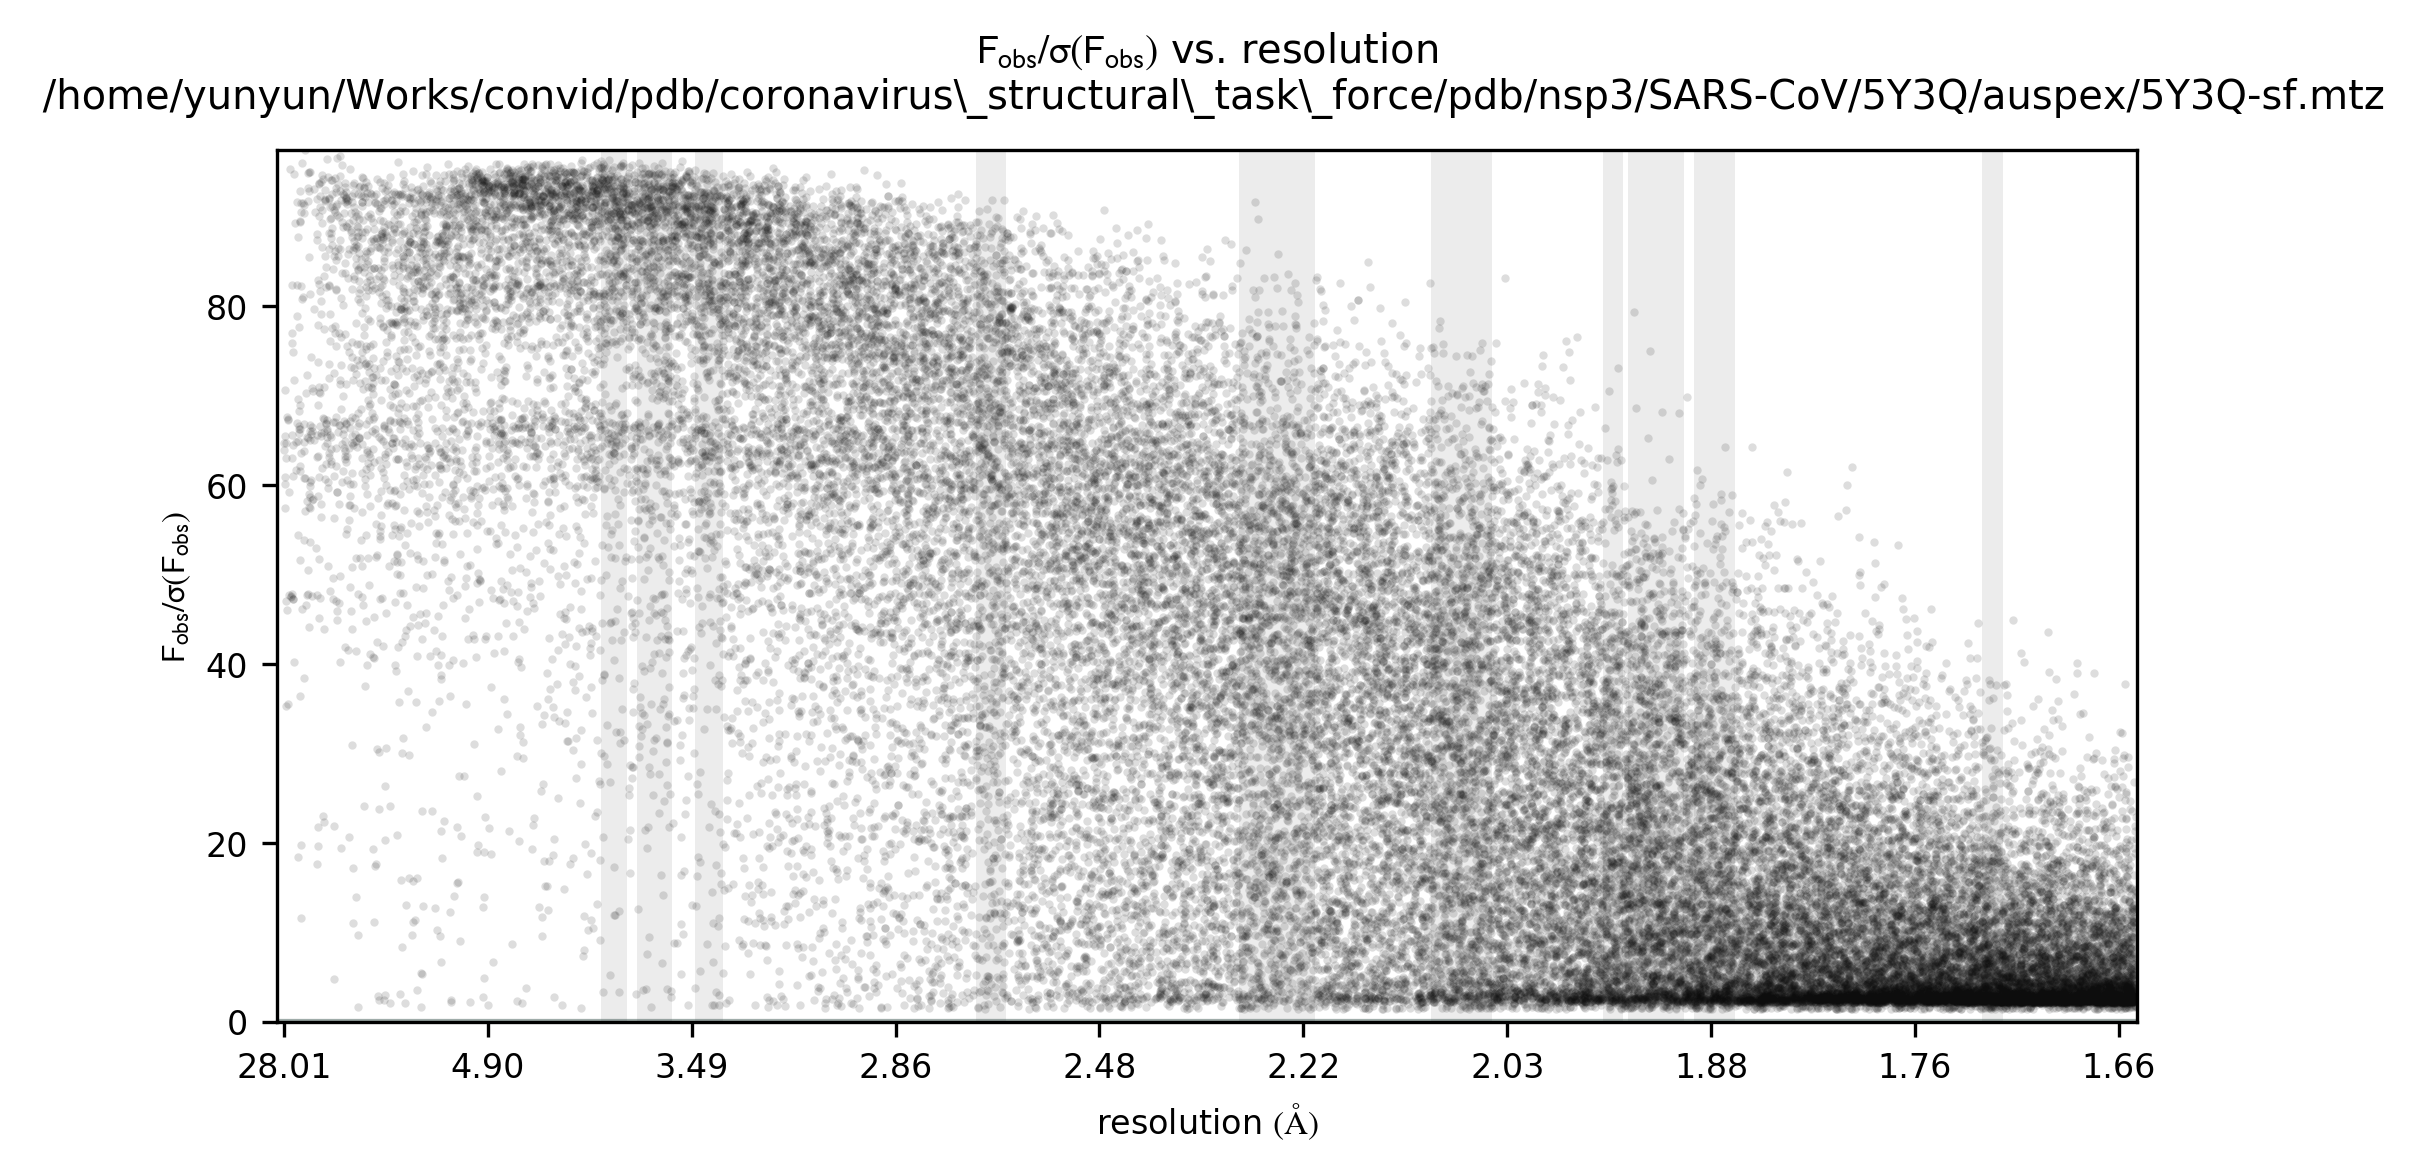 Fobs/σ(Fobs) vs. resolution
/home/yunyun/Works/convid/pdb/coronavirus\_structural\_task\_force/pdb/nsp3/SARS-CoV/5Y3Q/auspex/5Y3Q-sf.mtz
Fobs/σ(Fobs)
80
60
40
20
0
28.01 4.90 3.49 2.86 2.48 2.22 2.03 1.88 1.76 1.66
resolution (Å)